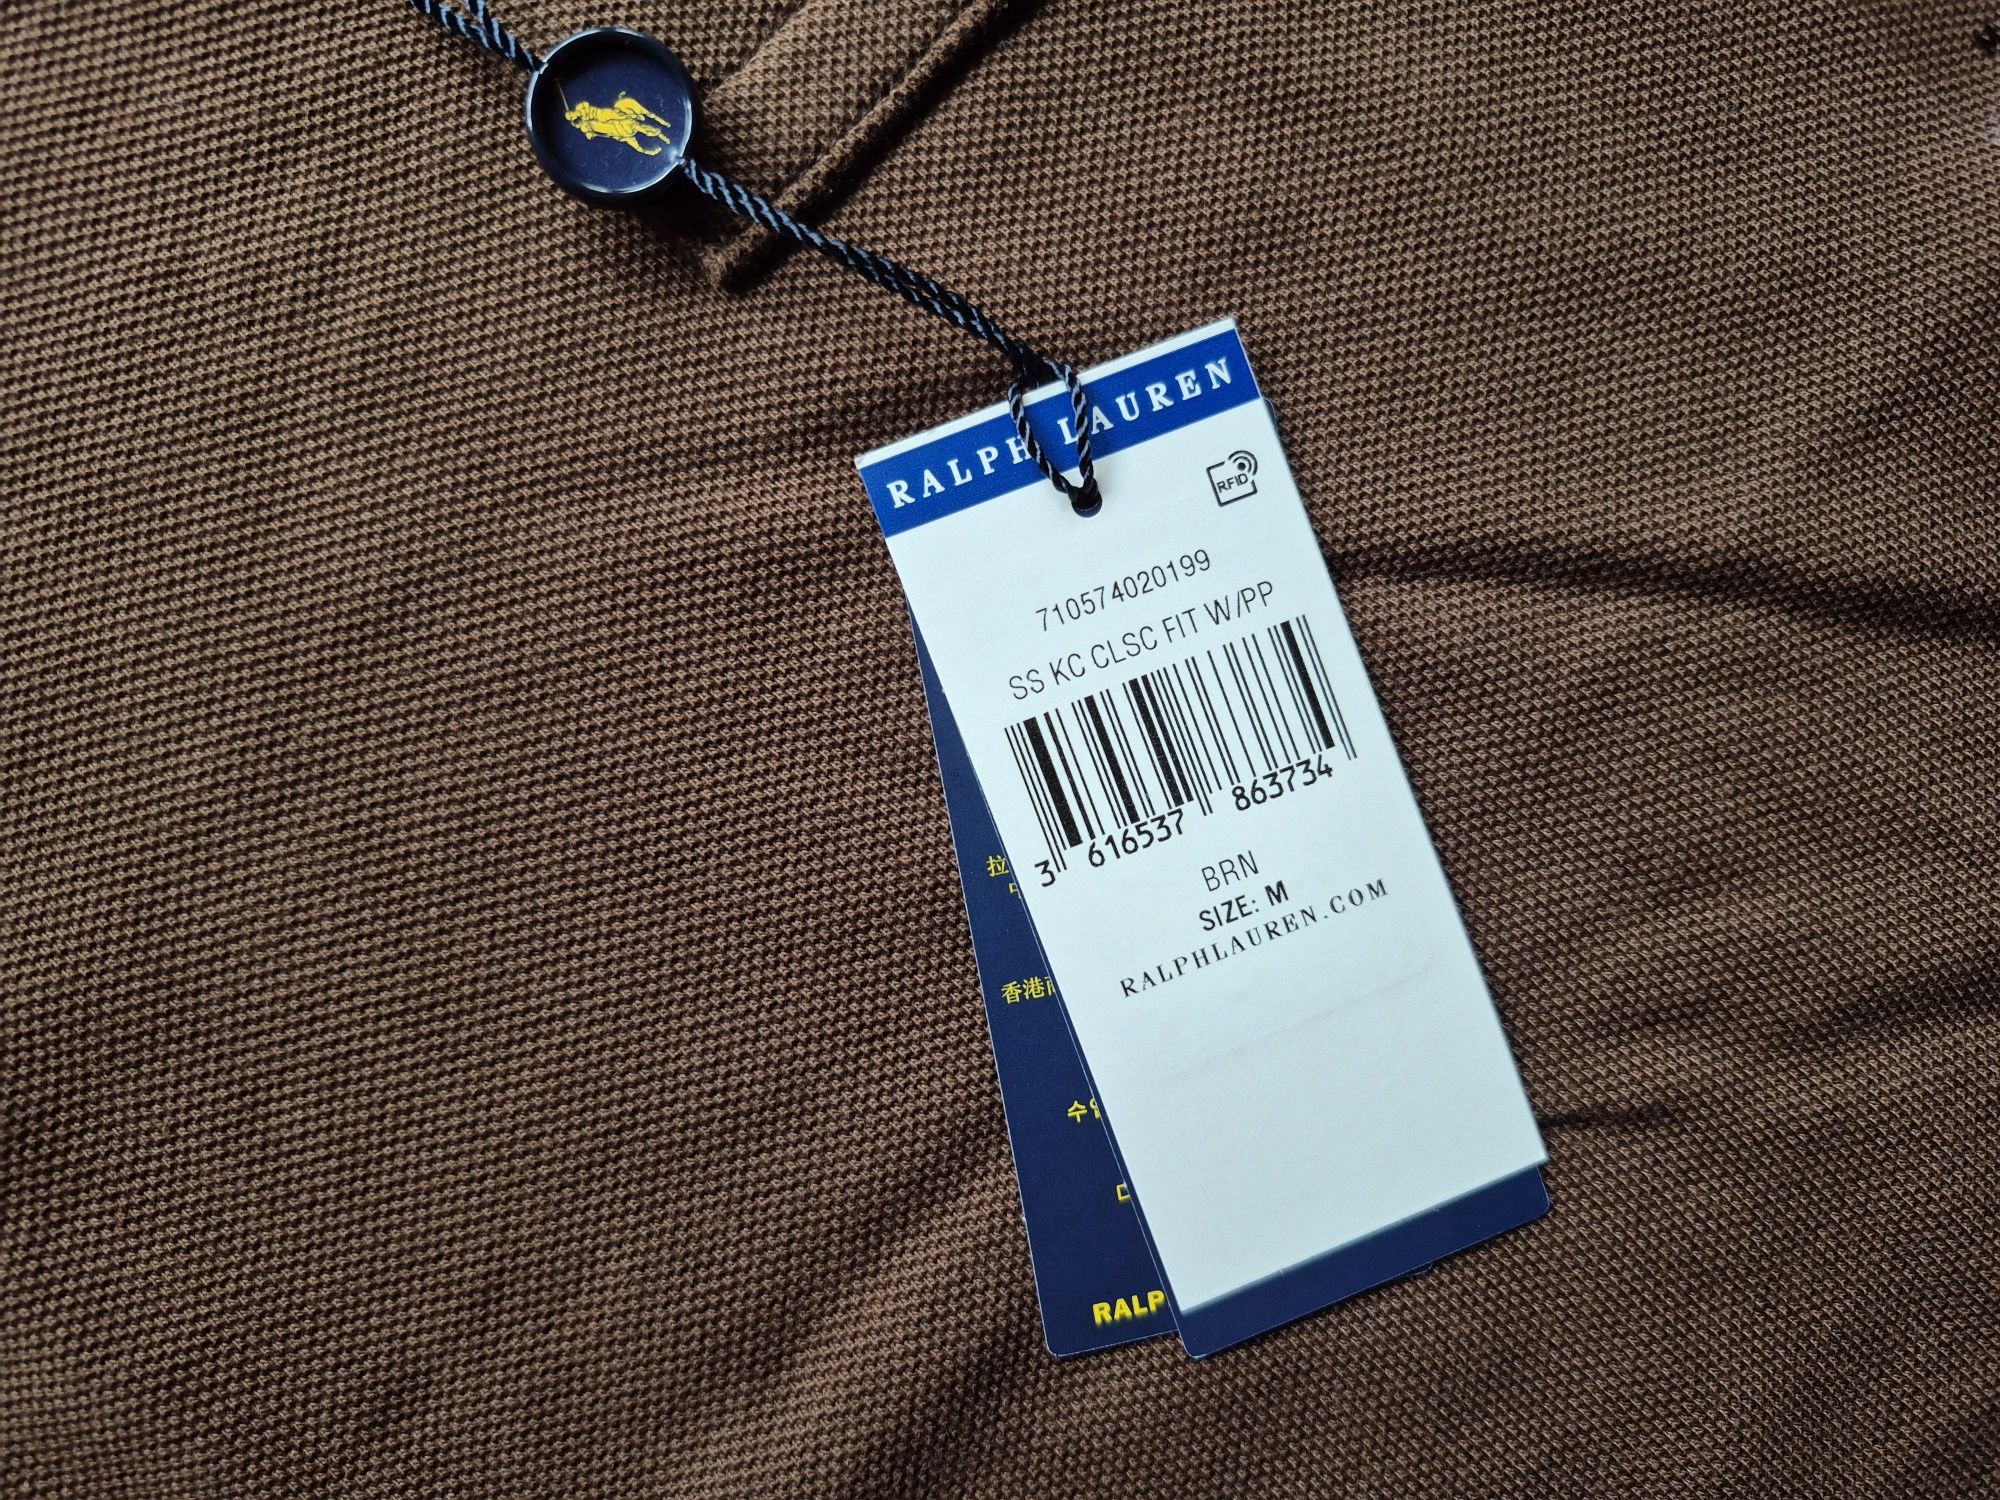 RALPH LAUREN
RFID
710574020199
SS KC CLSC FIT W/PP
3 616537 863734
BRN
SIZE: M
RALPHLAUREN.COM
拉
香港
수
RALP